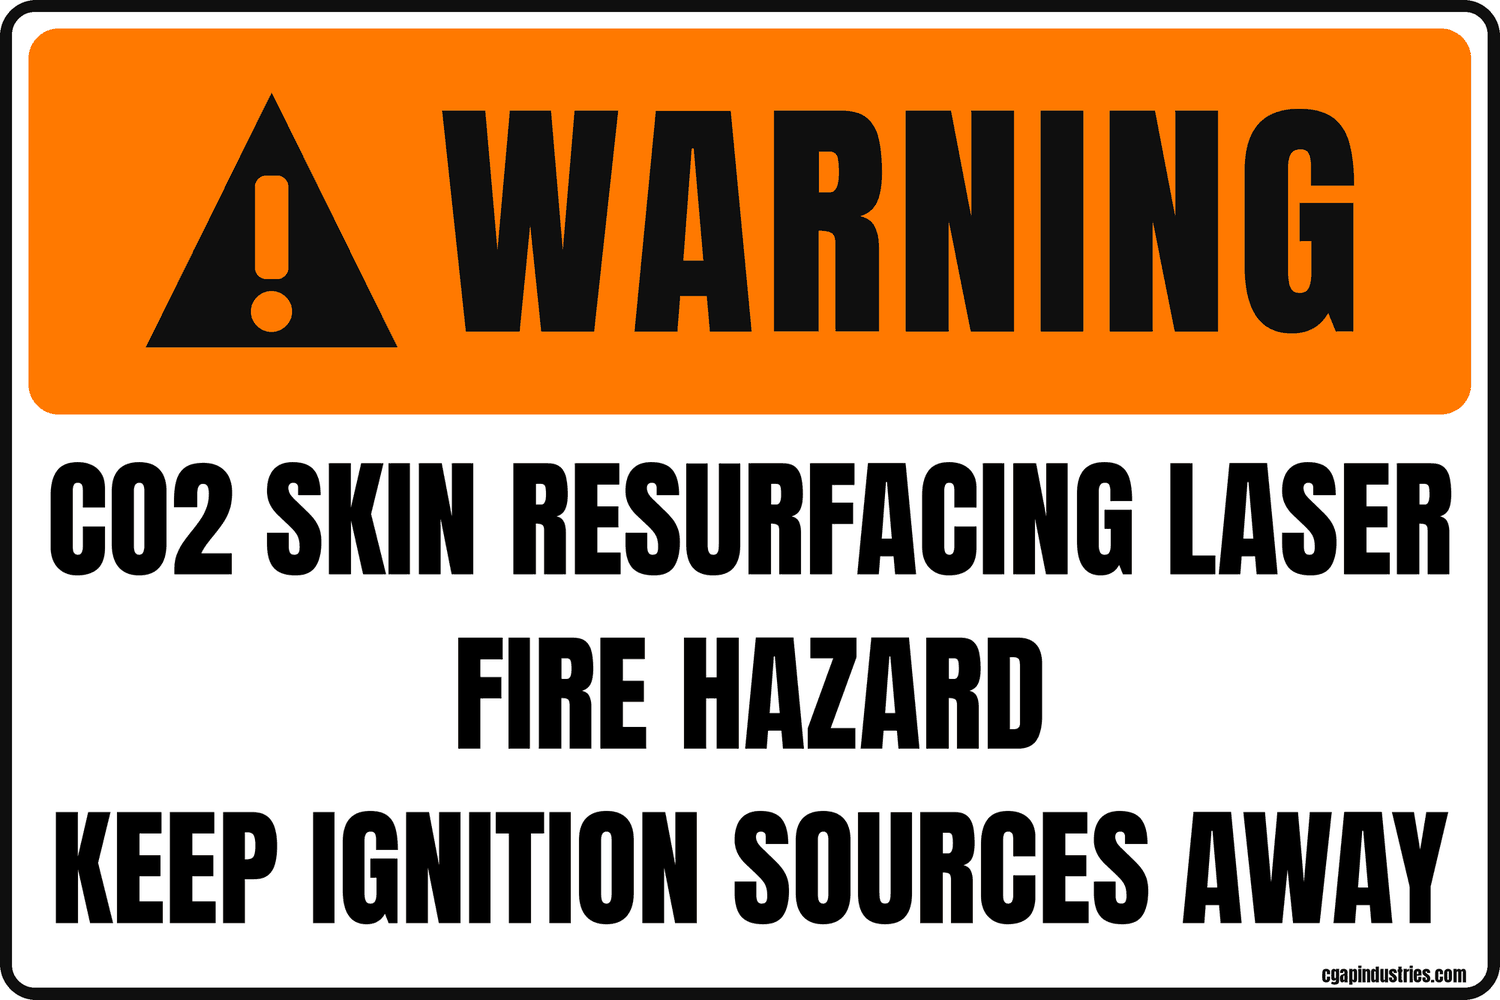 WARNING
CO2 SKIN RESURFACING LASER
FIRE HAZARD
KEEP IGNITION SOURCES AWAY
cgapindustries.com